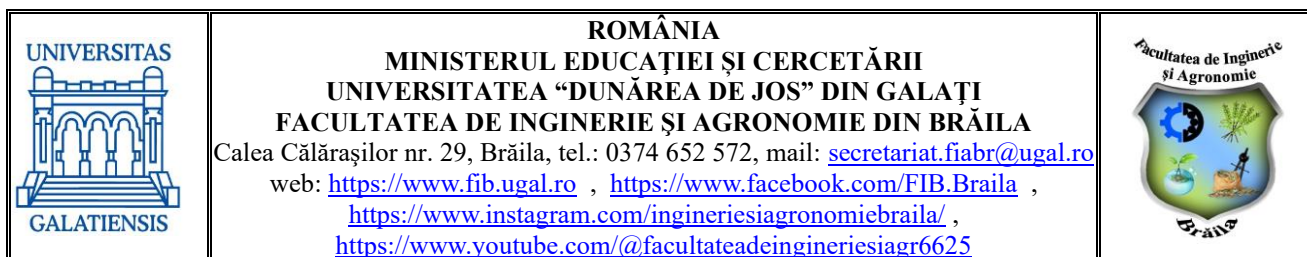 UNIVERSITAS
GALATIENSIS
ROMÂNIA
MINISTERUL EDUCAŢIEI ȘI CERCETĂRII
UNIVERSITATEA “DUNĂREA DE JOS” DIN GALAŢI
FACULTATEA DE INGINERIE ŞI AGRONOMIE DIN BRĂILA
Calea Călăraşilor nr. 29, Brăila, tel.: 0374 652 572, mail: secretariat.fiabr@ugal.ro
web: https://www.fib.ugal.ro , https://www.facebook.com/FIB.Braila ,
https://www.instagram.com/ingineriesiagronomiebraila/ ,
https://www.youtube.com/@facultateadeingineriesiagr6625
Facultatea de Inginerie
și Agronomie
Brăila